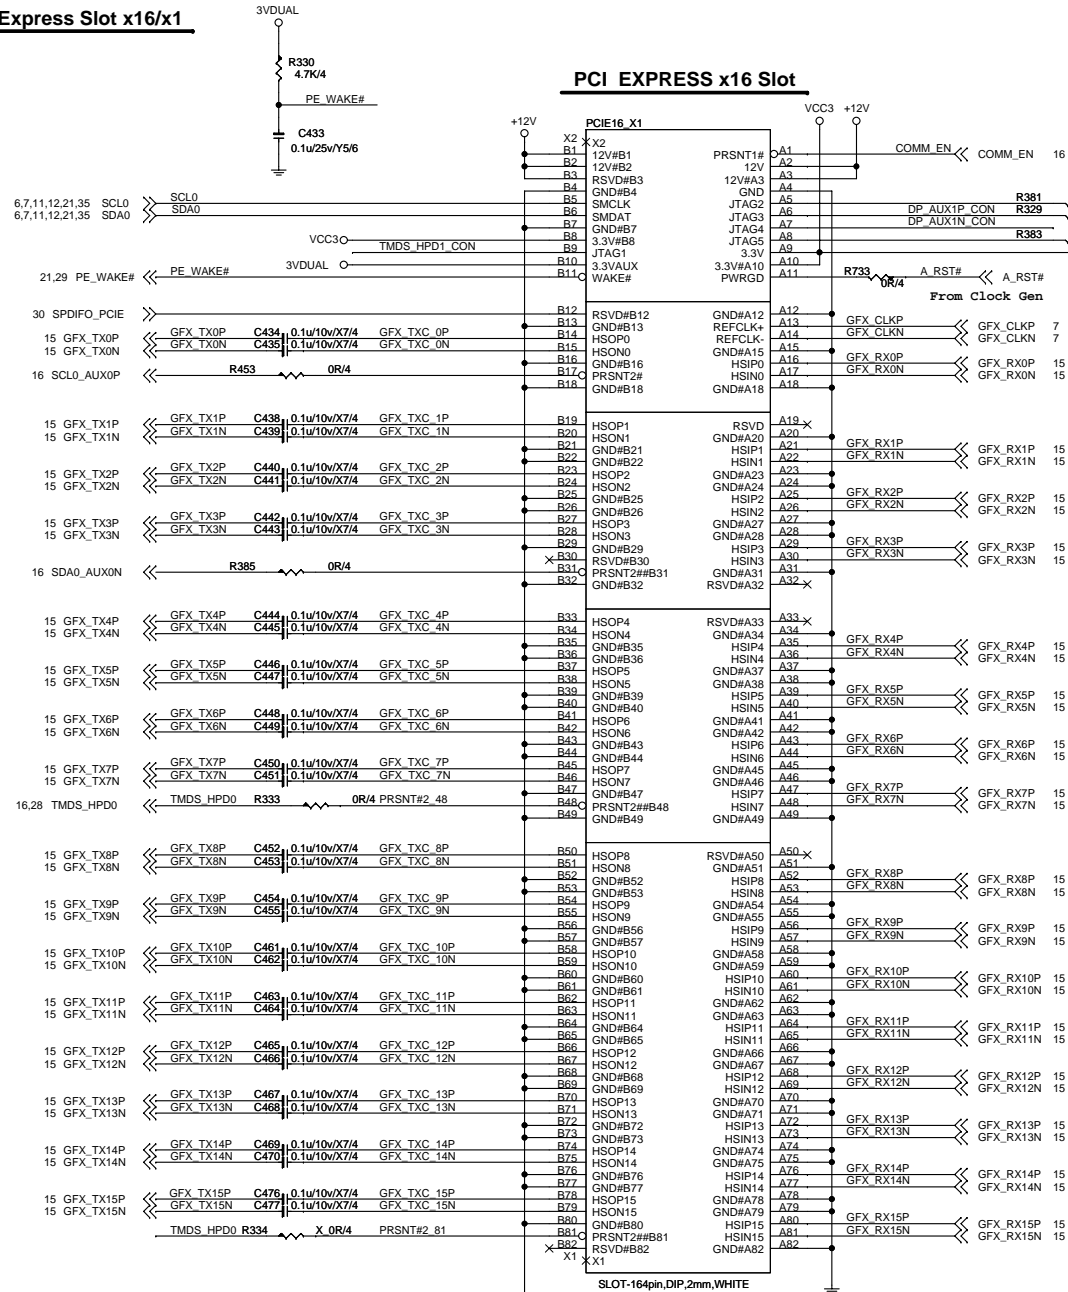 Express Slot x16/x1
3VDUAL
R330
4.7K/4
PE_WAKE#
C433
0.1u/25v/Y5/6
PCI EXPRESS x16 Slot
VCC3 +12V
+12V
PCIE16_X1
X2 X2
B1 12V#B1 PRSNT1# A1 COMM_EN COMM_EN 16
B2 12V#B2 12V A2
B3 RSVD#B3 12V#A3 A3
B4 GND#B4 GND A4
6,7,11,12,21,35 SCL0 SCL0 B5 SMCLK JTAG2 A5 R381
6,7,11,12,21,35 SDA0 SDA0 B6 SMDAT JTAG3 A6 DP_AUX1P_CON R329
B7 GND#B7 JTAG4 A7 DP_AUX1N_CON
VCC3 B8 3.3V#B8 JTAG5 A8 R383
TMDS_HPD1_CON B9 JTAG1 3.3V A9
3VDUAL B10 3.3VAUX 3.3V#A10 A10
21,29 PE_WAKE# PE_WAKE# B11 WAKE# PWRGD A11 R733 0R/4 A_RST# A_RST#
From Clock Gen
30 SPDIFO_PCIE B12 RSVD#B12 GND#A12 A12
B13 GND#B13 REFCLK+ A13 GFX_CLKP GFX_CLKP 7
15 GFX_TX0P GFX_TX0P C434 0.1u/10v/X7/4 GFX_TXC_0P B14 HSOP0 REFCLK- A14 GFX_CLKN GFX_CLKN 7
15 GFX_TX0N GFX_TX0N C435 0.1u/10v/X7/4 GFX_TXC_0N B15 HSON0 GND#A15 A15
B16 GND#B16 HSIP0 A16 GFX_RX0P GFX_RX0P 15
16 SCL0_AUX0P R453 0R/4 B17 PRSNT2# HSIN0 A17 GFX_RX0N GFX_RX0N 15
B18 GND#B18 GND#A18 A18
15 GFX_TX1P GFX_TX1P C438 0.1u/10v/X7/4 GFX_TXC_1P B19 HSOP1 RSVD A19
15 GFX_TX1N GFX_TX1N C439 0.1u/10v/X7/4 GFX_TXC_1N B20 HSON1 GND#A20 A20
B21 GND#B21 HSIP1 A21 GFX_RX1P GFX_RX1P 15
B22 GND#B22 HSIN1 A22 GFX_RX1N GFX_RX1N 15
15 GFX_TX2P GFX_TX2P C440 0.1u/10v/X7/4 GFX_TXC_2P B23 HSOP2 GND#A23 A23
15 GFX_TX2N GFX_TX2N C441 0.1u/10v/X7/4 GFX_TXC_2N B24 HSON2 GND#A24 A24
B25 GND#B25 HSIP2 A25 GFX_RX2P GFX_RX2P 15
B26 GND#B26 HSIN2 A26 GFX_RX2N GFX_RX2N 15
15 GFX_TX3P GFX_TX3P C442 0.1u/10v/X7/4 GFX_TXC_3P B27 HSOP3 GND#A27 A27
15 GFX_TX3N GFX_TX3N C443 0.1u/10v/X7/4 GFX_TXC_3N B28 HSON3 GND#A28 A28
B29 GND#B29 HSIP3 A29 GFX_RX3P GFX_RX3P 15
B30 RSVD#B30 HSIN3 A30 GFX_RX3N GFX_RX3N 15
16 SDA0_AUX0N R385 0R/4 B31 PRSNT2##B31 GND#A31 A31
B32 GND#B32 RSVD#A32 A32
15 GFX_TX4P GFX_TX4P C444 0.1u/10v/X7/4 GFX_TXC_4P B33 HSOP4 RSVD#A33 A33
15 GFX_TX4N GFX_TX4N C445 0.1u/10v/X7/4 GFX_TXC_4N B34 HSON4 GND#A34 A34
B35 GND#B35 HSIP4 A35 GFX_RX4P GFX_RX4P 15
B36 GND#B36 HSIN4 A36 GFX_RX4N GFX_RX4N 15
15 GFX_TX5P GFX_TX5P C446 0.1u/10v/X7/4 GFX_TXC_5P B37 HSOP5 GND#A37 A37
15 GFX_TX5N GFX_TX5N C447 0.1u/10v/X7/4 GFX_TXC_5N B38 HSON5 GND#A38 A38
B39 GND#B39 HSIP5 A39 GFX_RX5P GFX_RX5P 15
B40 GND#B40 HSIN5 A40 GFX_RX5N GFX_RX5N 15
15 GFX_TX6P GFX_TX6P C448 0.1u/10v/X7/4 GFX_TXC_6P B41 HSOP6 GND#A41 A41
15 GFX_TX6N GFX_TX6N C449 0.1u/10v/X7/4 GFX_TXC_6N B42 HSON6 GND#A42 A42
B43 GND#B43 HSIP6 A43 GFX_RX6P GFX_RX6P 15
B44 GND#B44 HSIN6 A44 GFX_RX6N GFX_RX6N 15
15 GFX_TX7P GFX_TX7P C450 0.1u/10v/X7/4 GFX_TXC_7P B45 HSOP7 GND#A45 A45
15 GFX_TX7N GFX_TX7N C451 0.1u/10v/X7/4 GFX_TXC_7N B46 HSON7 GND#A46 A46
B47 GND#B47 HSIP7 A47 GFX_RX7P GFX_RX7P 15
16,28 TMDS_HPD0 TMDS_HPD0 R333 0R/4 PRSNT#2_48 B48 PRSNT2##B48 HSIN7 A48 GFX_RX7N GFX_RX7N 15
B49 GND#B49 GND#A49 A49
15 GFX_TX8P GFX_TX8P C452 0.1u/10v/X7/4 GFX_TXC_8P B50 HSOP8 RSVD#A50 A50
15 GFX_TX8N GFX_TX8N C453 0.1u/10v/X7/4 GFX_TXC_8N B51 HSON8 GND#A51 A51
B52 GND#B52 HSIP8 A52 GFX_RX8P GFX_RX8P 15
B53 GND#B53 HSIN8 A53 GFX_RX8N GFX_RX8N 15
15 GFX_TX9P GFX_TX9P C454 0.1u/10v/X7/4 GFX_TXC_9P B54 HSOP9 GND#A54 A54
15 GFX_TX9N GFX_TX9N C455 0.1u/10v/X7/4 GFX_TXC_9N B55 HSON9 GND#A55 A55
B56 GND#B56 HSIP9 A56 GFX_RX9P GFX_RX9P 15
B57 GND#B57 HSIN9 A57 GFX_RX9N GFX_RX9N 15
15 GFX_TX10P GFX_TX10P C461 0.1u/10v/X7/4 GFX_TXC_10P B58 HSOP10 GND#A58 A58
15 GFX_TX10N GFX_TX10N C462 0.1u/10v/X7/4 GFX_TXC_10N B59 HSON10 GND#A59 A59
B60 GND#B60 HSIP10 A60 GFX_RX10P GFX_RX10P 15
B61 GND#B61 HSIN10 A61 GFX_RX10N GFX_RX10N 15
15 GFX_TX11P GFX_TX11P C463 0.1u/10v/X7/4 GFX_TXC_11P B62 HSOP11 GND#A62 A62
15 GFX_TX11N GFX_TX11N C464 0.1u/10v/X7/4 GFX_TXC_11N B63 HSON11 GND#A63 A63
B64 GND#B64 HSIP11 A64 GFX_RX11P GFX_RX11P 15
B65 GND#B65 HSIN11 A65 GFX_RX11N GFX_RX11N 15
15 GFX_TX12P GFX_TX12P C465 0.1u/10v/X7/4 GFX_TXC_12P B66 HSOP12 GND#A66 A66
15 GFX_TX12N GFX_TX12N C466 0.1u/10v/X7/4 GFX_TXC_12N B67 HSON12 GND#A67 A67
B68 GND#B68 HSIP12 A68 GFX_RX12P GFX_RX12P 15
B69 GND#B69 HSIN12 A69 GFX_RX12N GFX_RX12N 15
15 GFX_TX13P GFX_TX13P C467 0.1u/10v/X7/4 GFX_TXC_13P B70 HSOP13 GND#A70 A70
15 GFX_TX13N GFX_TX13N C468 0.1u/10v/X7/4 GFX_TXC_13N B71 HSON13 GND#A71 A71
B72 GND#B72 HSIP13 A72 GFX_RX13P GFX_RX13P 15
B73 GND#B73 HSIN13 A73 GFX_RX13N GFX_RX13N 15
15 GFX_TX14P GFX_TX14P C469 0.1u/10v/X7/4 GFX_TXC_14P B74 HSOP14 GND#A74 A74
15 GFX_TX14N GFX_TX14N C470 0.1u/10v/X7/4 GFX_TXC_14N B75 HSON14 GND#A75 A75
B76 GND#B76 HSIP14 A76 GFX_RX14P GFX_RX14P 15
B77 GND#B77 HSIN14 A77 GFX_RX14N GFX_RX14N 15
15 GFX_TX15P GFX_TX15P C476 0.1u/10v/X7/4 GFX_TXC_15P B78 HSOP15 GND#A78 A78
15 GFX_TX15N GFX_TX15N C477 0.1u/10v/X7/4 GFX_TXC_15N B79 HSON15 GND#A79 A79
B80 GND#B80 HSIP15 A80 GFX_RX15P GFX_RX15P 15
TMDS_HPD0 R334 X_0R/4 PRSNT#2_81 B81 PRSNT2##B81 HSIN15 A81 GFX_RX15N GFX_RX15N 15
B82 RSVD#B82 GND#A82 A82
X1 X1
SLOT-164pin,DIP,2mm,WHITE